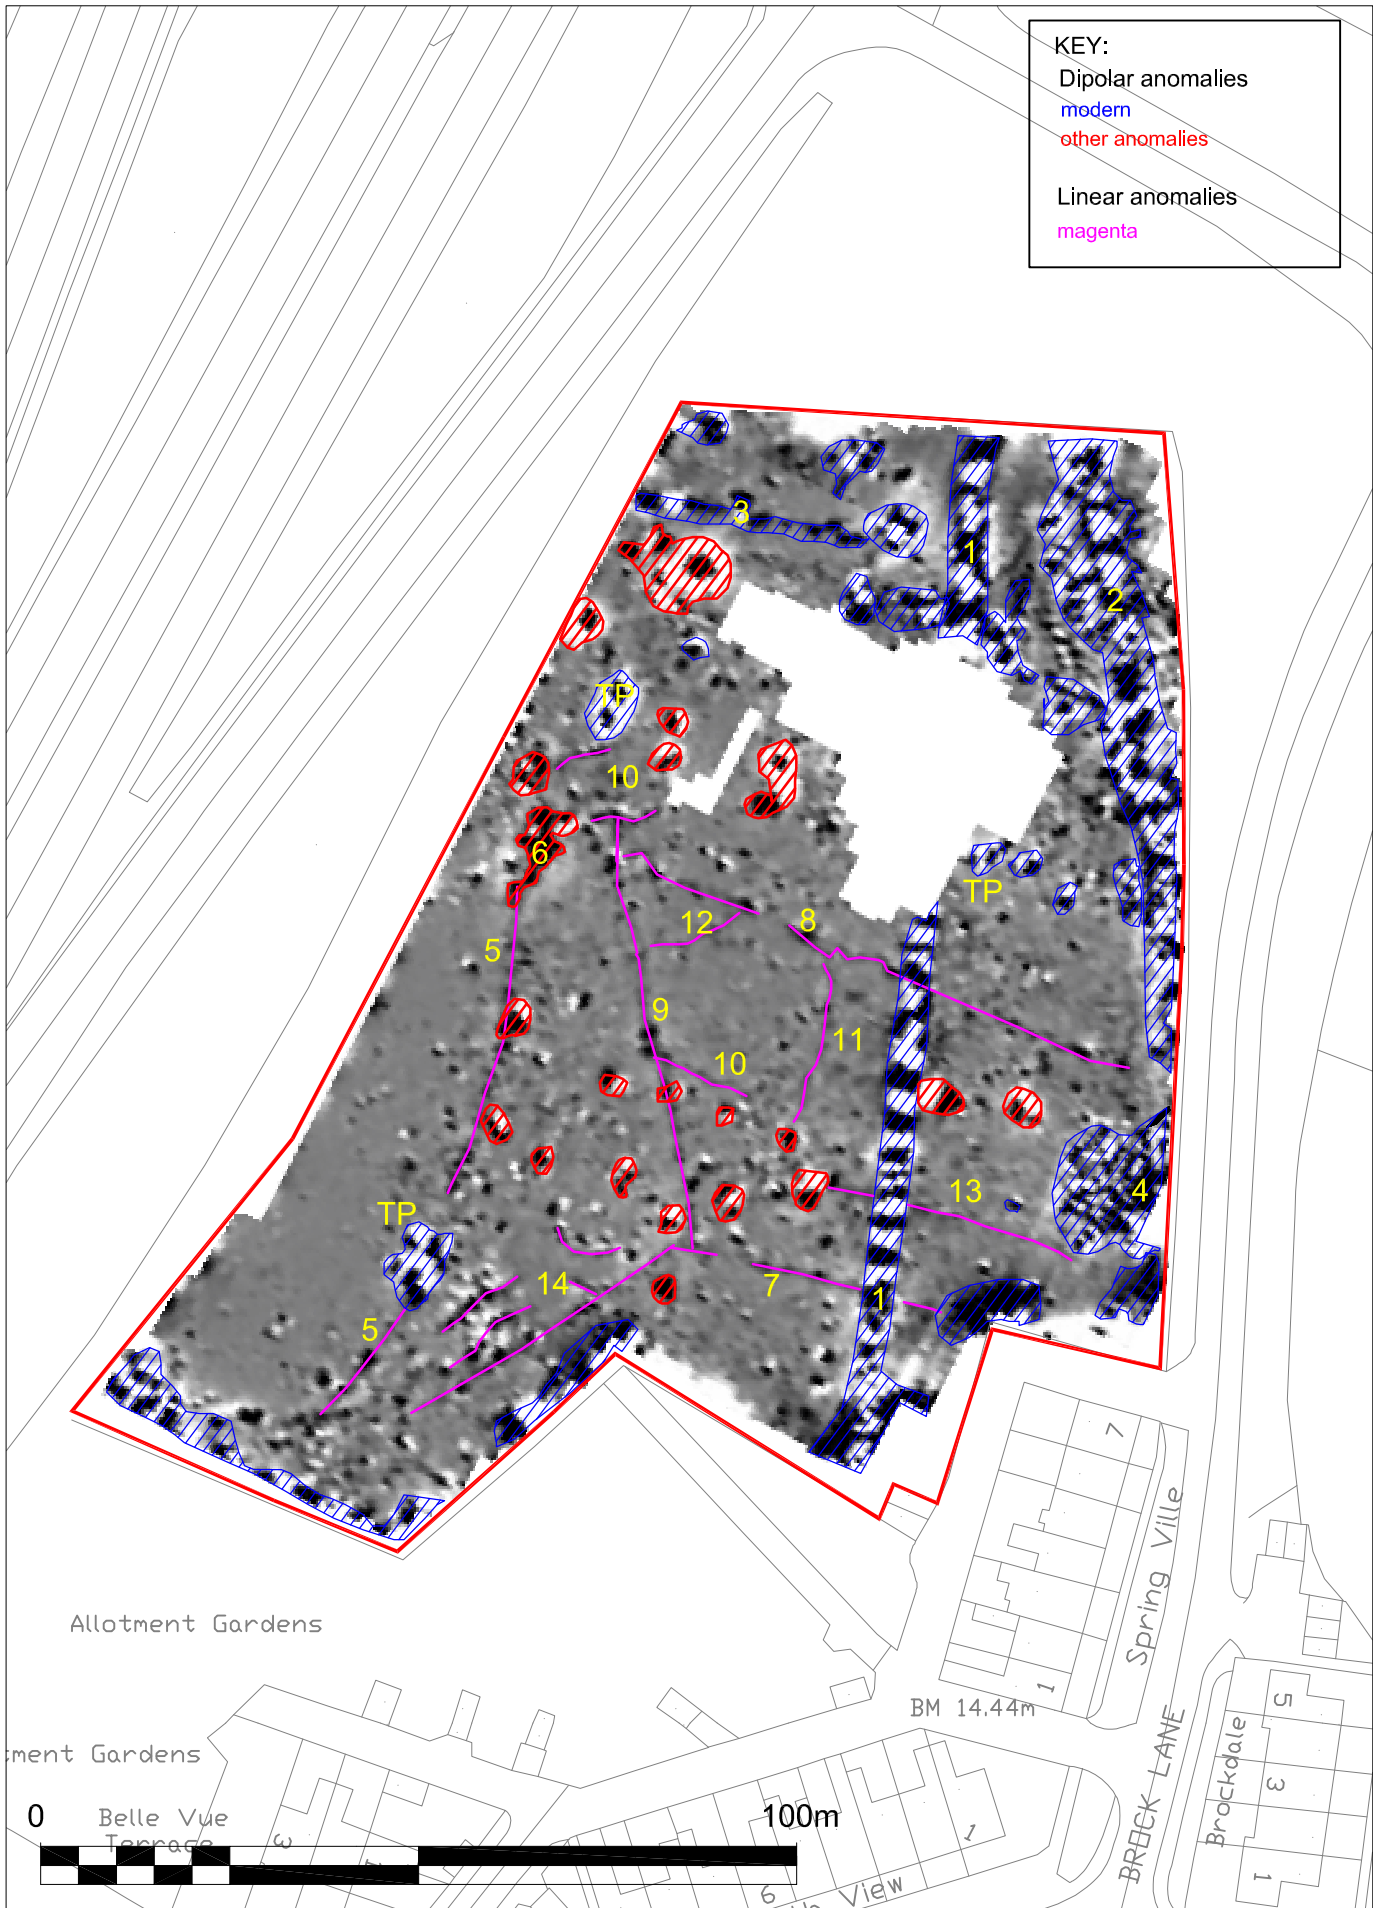 KEY:
Dipolar anomalies
modern
other anomalies
Linear anomalies
magenta
3
1
2
TP
10
6
TP
12
8
5
9
11
10
13
4
TP
14
7
1
5
7
Spring Ville
1
Allotment Gardens
BM 14.44m
ment Gardens
BROCK LANE
Brockdale
5
3
1
0
100m
Belle Vue
Terrace
3
1
1
6
View